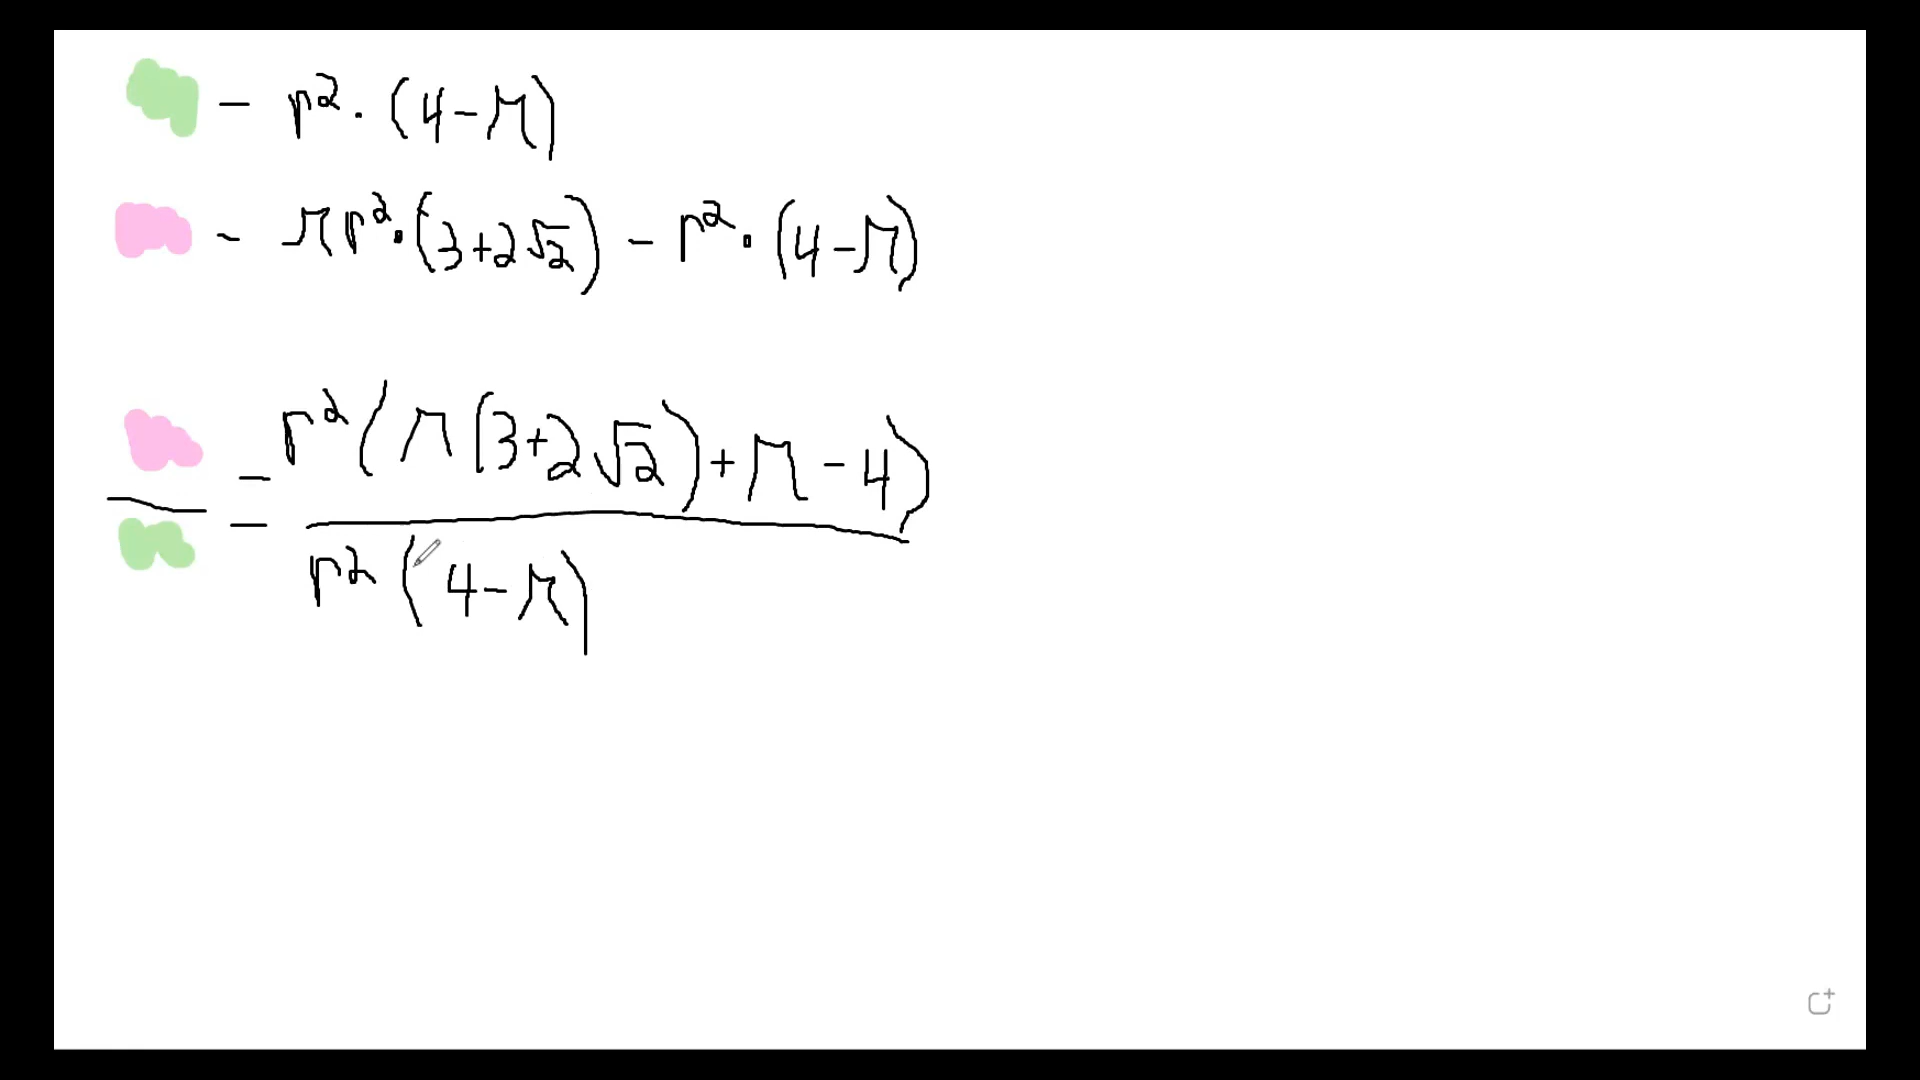 - r² · (4 - π)
- πr² · (3 + 2√2) - r² · (4 - π)
= r² (π (3 + 2√2) + π - 4)
r² (4 - π)